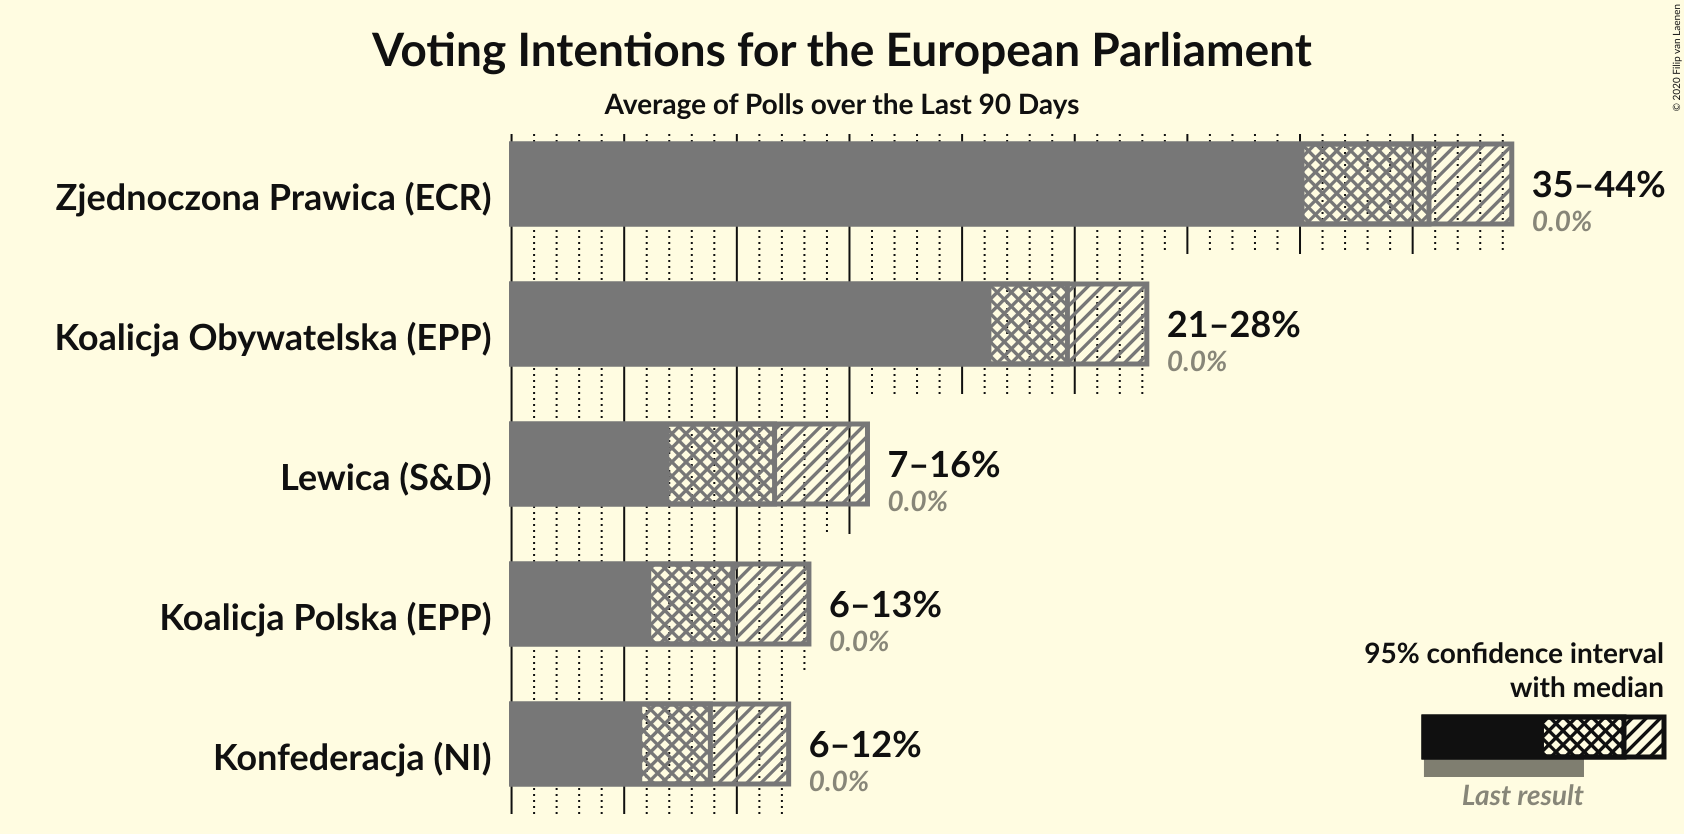 Voting Intentions for the European Parliament
Average of Polls over the Last 90 Days
© 2020 Filip van Laenen
Zjednoczona Prawica (ECR)
35–44%
0.0%
Koalicja Obywatelska (EPP)
21–28%
0.0%
Lewica (S&D)
7–16%
0.0%
Koalicja Polska (EPP)
6–13%
0.0%
Konfederacja (NI)
6–12%
0.0%
95% confidence interval
with median
Last result